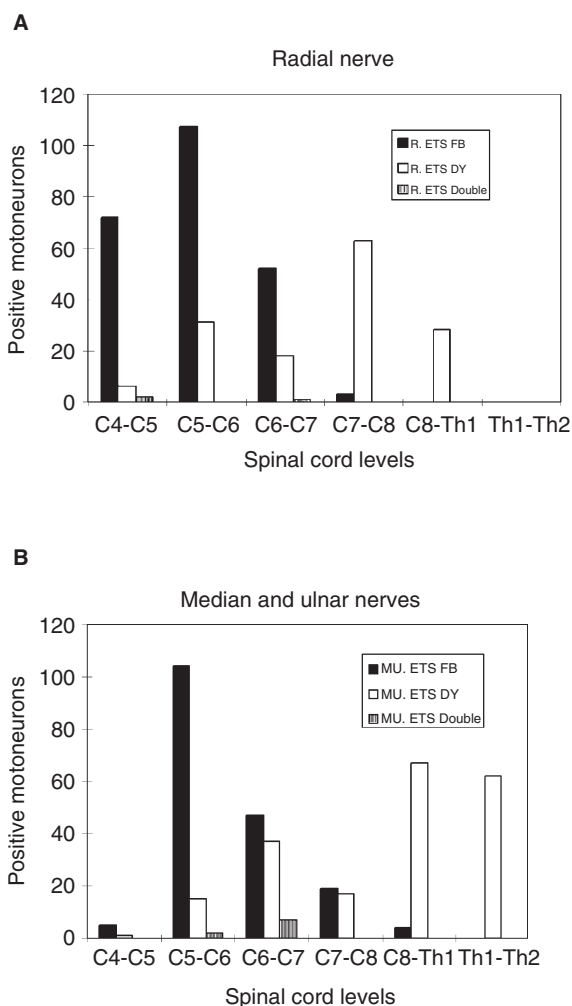 A
Radial nerve
120
100
80
60
40
20
0
Positive motoneurons
R. ETS FB
R. ETS DY
R. ETS Double
C4-C5 C5-C6 C6-C7 C7-C8 C8-Th1 Th1-Th2
Spinal cord levels
B
Median and ulnar nerves
120
100
80
60
40
20
0
Positive motoneurons
MU. ETS FB
MU. ETS DY
MU. ETS Double
C4-C5 C5-C6 C6-C7 C7-C8 C8-Th1 Th1-Th2
Spinal cord levels